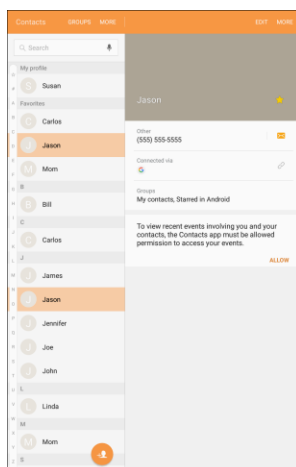 Contacts GROUPS MORE
Search
My profile
S Susan
Favorites
C Carlos
J Jason
M Mom
B
B Bill
C
C Carlos
J
J James
J Jason
J Jennifer
J Joe
J John
L
L Linda
M
M Mom
S
EDIT MORE
Jason
Other
(555) 555-5555
Connected via
G
Groups
My contacts, Starred in Android
To view recent events involving you and your
contacts, the Contacts app must be allowed
permission to access your events.
ALLOW